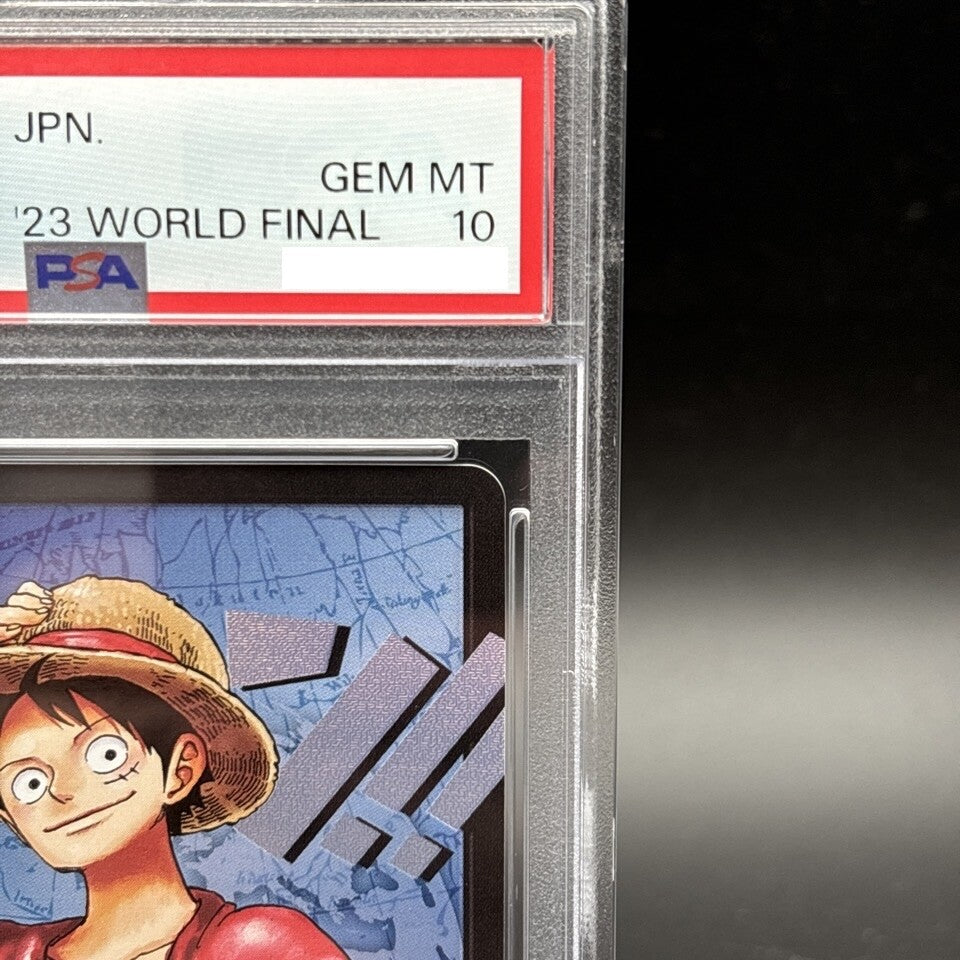 JPN.
GEM MT
'23 WORLD FINAL 10
PSA